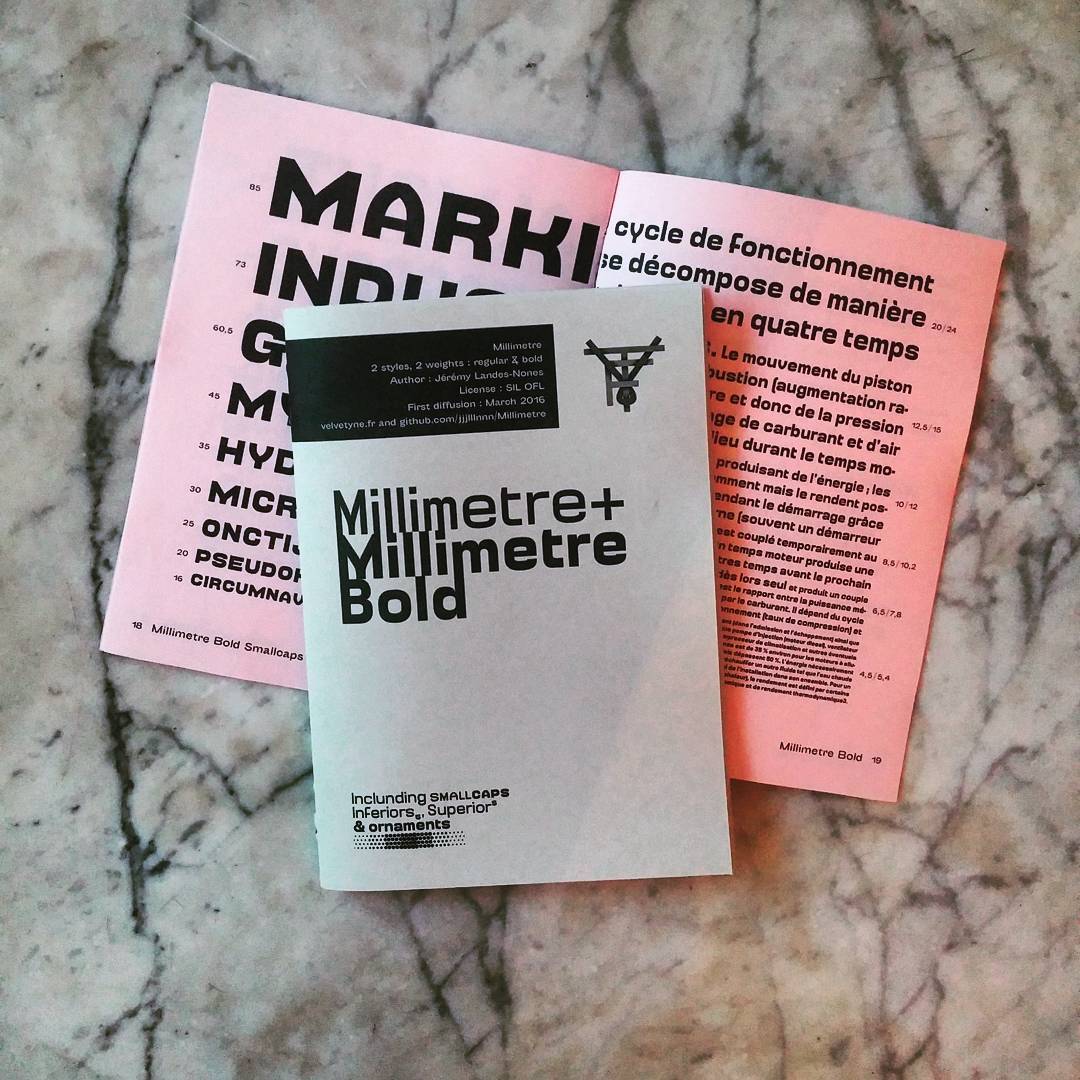 85 MARKI
73 INDUS
60,5 G
45 MY
35 HYD
30 MICR
25 ONCTI
20 PSEUDO
16 CIRCUMNAV
18 Millimetre Bold Smallcaps
cycle de fonctionnement
se décompose de manière
en quatre temps 20/24
Le mouvement du piston
bustion (augmentation ra-
re et donc de la pression
ge de carburant et d'air 12,5/15
lieu durant le temps mo-
produisant de l'énergie ; les
mment mais le rendent pos-
endant le démarrage grâce 10/12
ne (souvent un démarreur
est couplé temporairement au
n temps moteur produise une
tres temps avant le prochain 8,5/10,2
dès lors seul et produit un couple
est le rapport entre la puissance mé-
par le carburant. Il dépend du cycle
onnement (taux de compression) et 6,5/7,8
4,5/5,4
Millimetre Bold 19
Millimetre
2 styles, 2 weights : regular & bold
Author : Jérémy Landes-Nones
License : SIL OFL
First diffusion : March 2016
velvetyne.fr and github.com/jjjlllnnn/Millimetre
Millimetre+
Millimetre
Bold
Inclunding SMALLCAPS
Inferiors6, Superior5
& ornaments